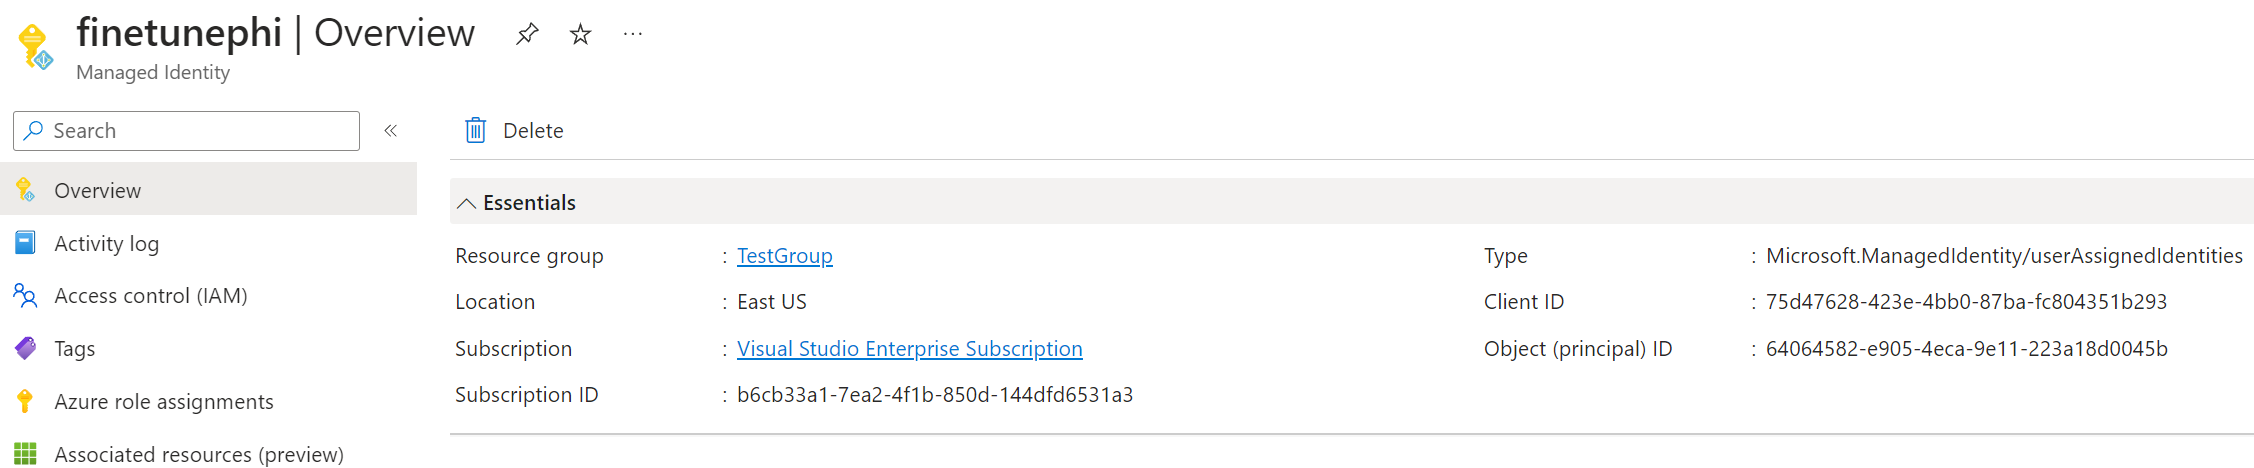 finetunephi | Overview
Managed Identity
Search
Delete
Overview
Essentials
Activity log
Resource group : TestGroup Type : Microsoft.ManagedIdentity/userAssignedIdentities
Access control (IAM)
Location : East US Client ID : 75d47628-423e-4bb0-87ba-fc804351b293
Tags
Subscription : Visual Studio Enterprise Subscription Object (principal) ID : 64064582-e905-4eca-9e11-223a18d0045b
Azure role assignments
Subscription ID : b6cb33a1-7ea2-4f1b-850d-144dfd6531a3
Associated resources (preview)